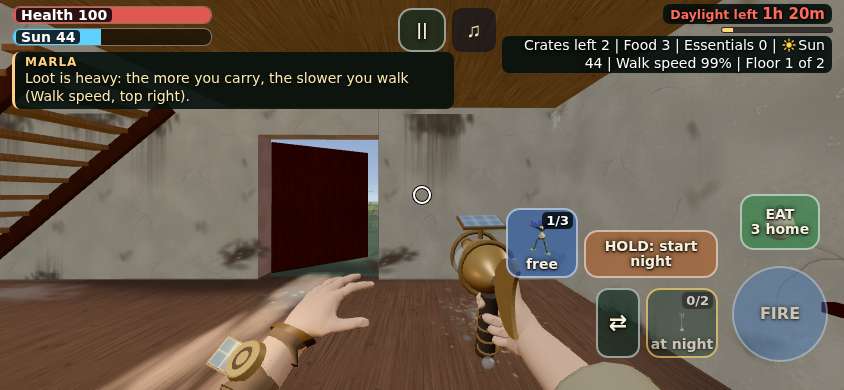 Health 100
Sun 44
MARLA
Loot is heavy: the more you carry, the slower you walk
(Walk speed, top right).
Daylight left 1h 20m
Crates left 2 | Food 3 | Essentials 0 | ☀Sun
44 | Walk speed 99% | Floor 1 of 2
1/3
free
HOLD: start
night
EAT
3 home
0/2
at night
FIRE